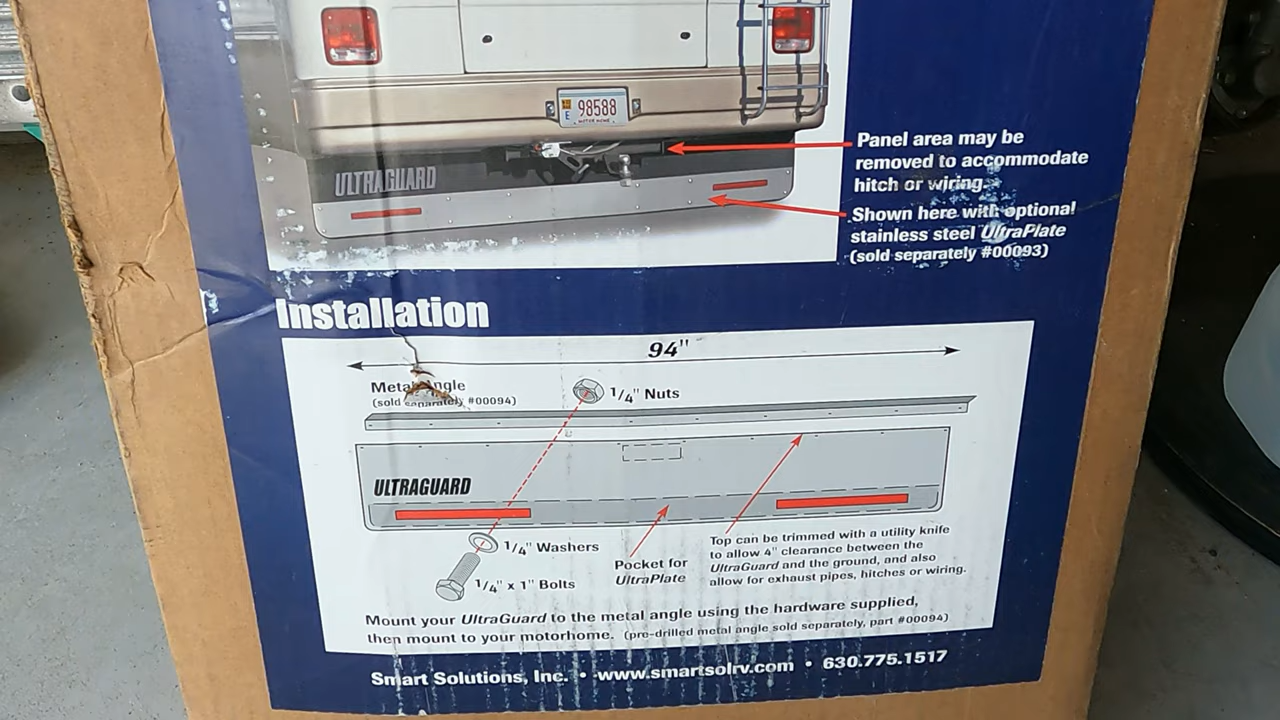 98588
MOTOR HOME
ULTRAGUARD
Panel area may be
removed to accommodate
hitch or wiring.
Shown here with optional
stainless steel UltraPlate
(sold separately #00093)
Installation
94"
Metal Angle
(sold separately #00094)
1/4" Nuts
ULTRAGUARD
1/4" Washers
1/4" x 1" Bolts
Pocket for
UltraPlate
Top can be trimmed with a utility knife
to allow 4" clearance between the
UltraGuard and the ground, and also
allow for exhaust pipes, hitches or wiring.
Mount your UltraGuard to the metal angle using the hardware supplied,
then mount to your motorhome. (pre-drilled metal angle sold separately, part #00094)
Smart Solutions, Inc. • www.smartsolrv.com • 630.775.1517